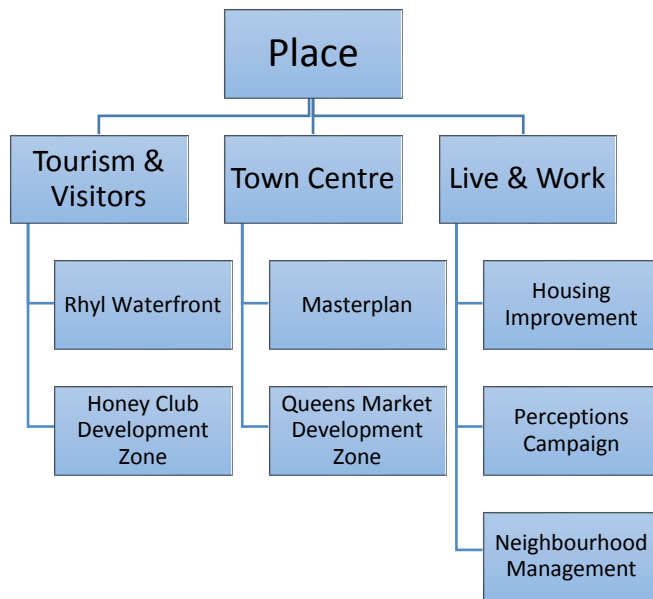 Place
Tourism &
Visitors
Town Centre
Live & Work
Rhyl Waterfront
Masterplan
Housing
Improvement
Honey Club
Development
Zone
Queens Market
Development
Zone
Perceptions
Campaign
Neighbourhood
Management